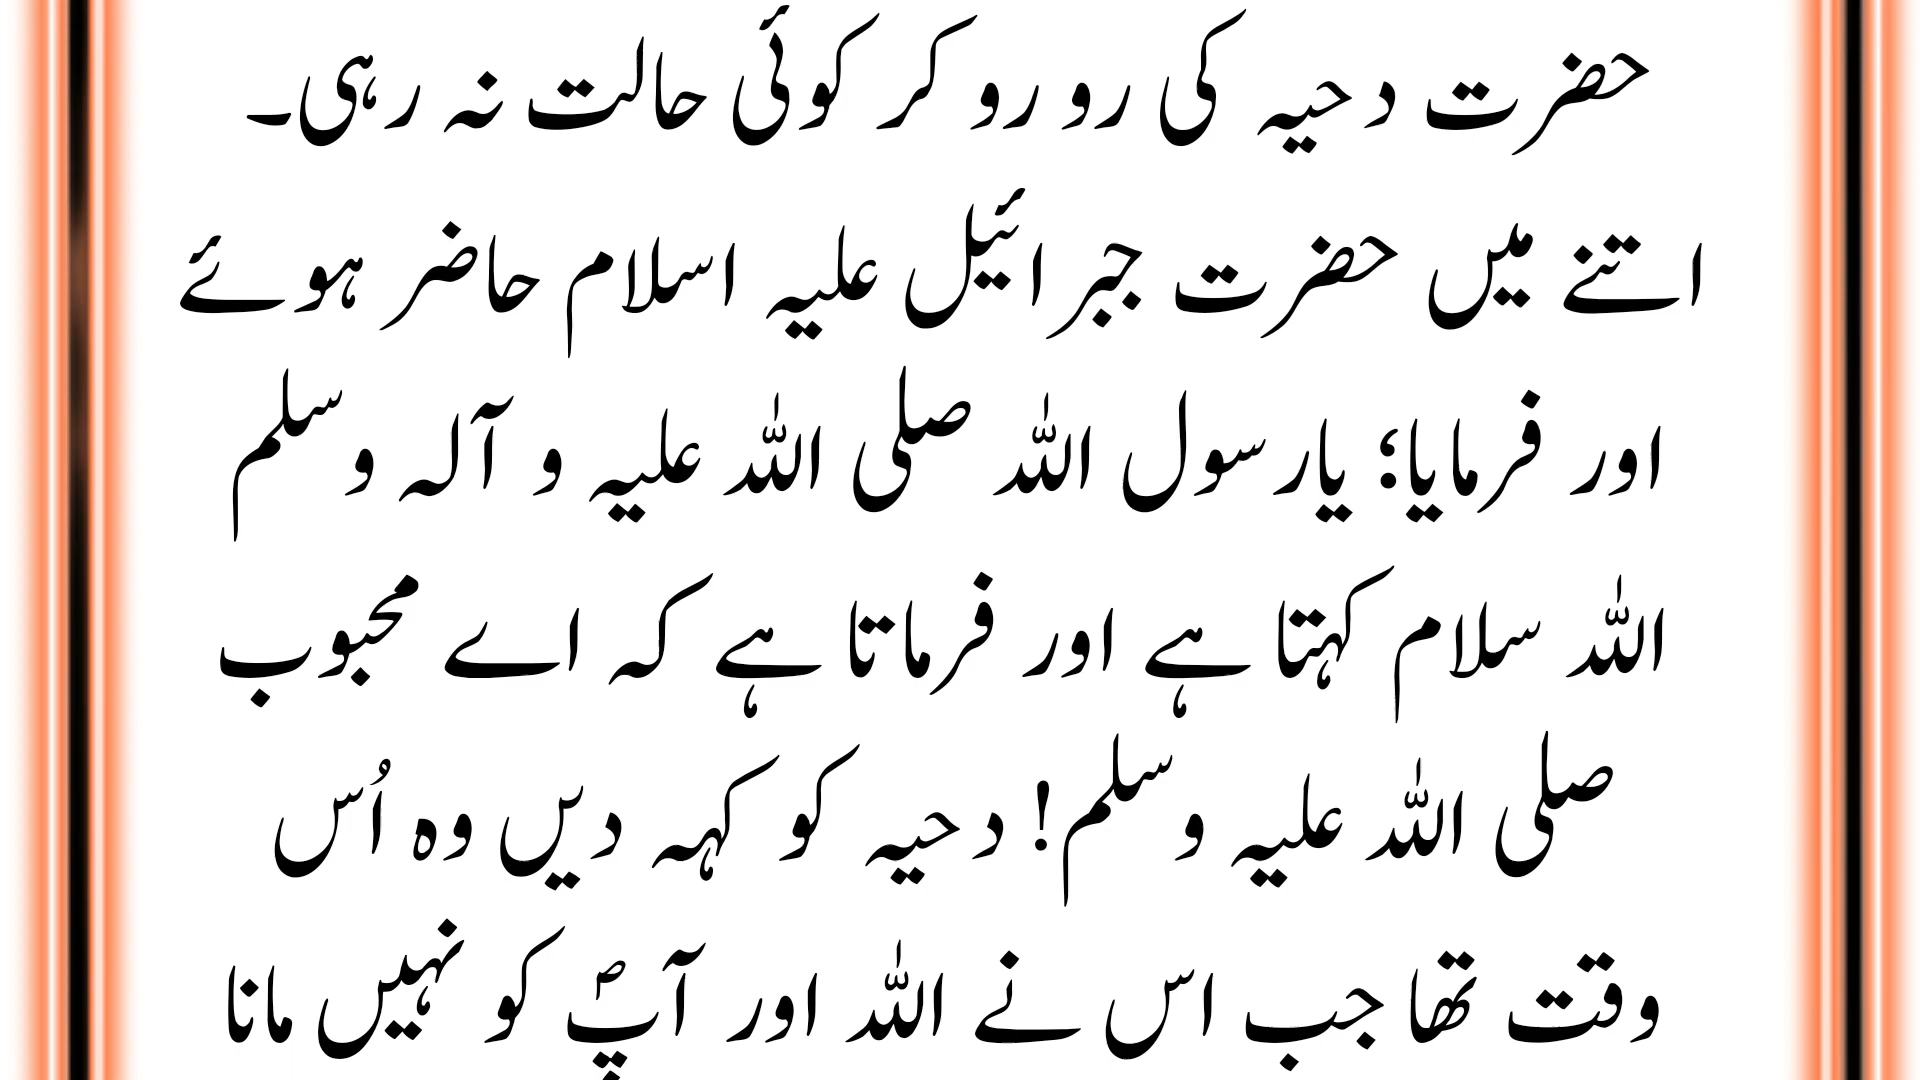 حضرت دحیہ کی رو رو کر کوئی حالت نہ رہی۔
اتنے میں حضرت جبرائیل علیہ اسلام حاضر ہوئے
اور فرمایا؛ یارسول اللہ صلی اللہ علیہ و آلہ وسلم
اللہ سلام کہتا ہے اور فرماتا ہے کہ اے محبوب
صلی اللہ علیہ وسلم! دحیہ کو کہہ دیں وہ اُس
وقت تھا جب اس نے اللہ اور آپؐ کو نہیں مانا